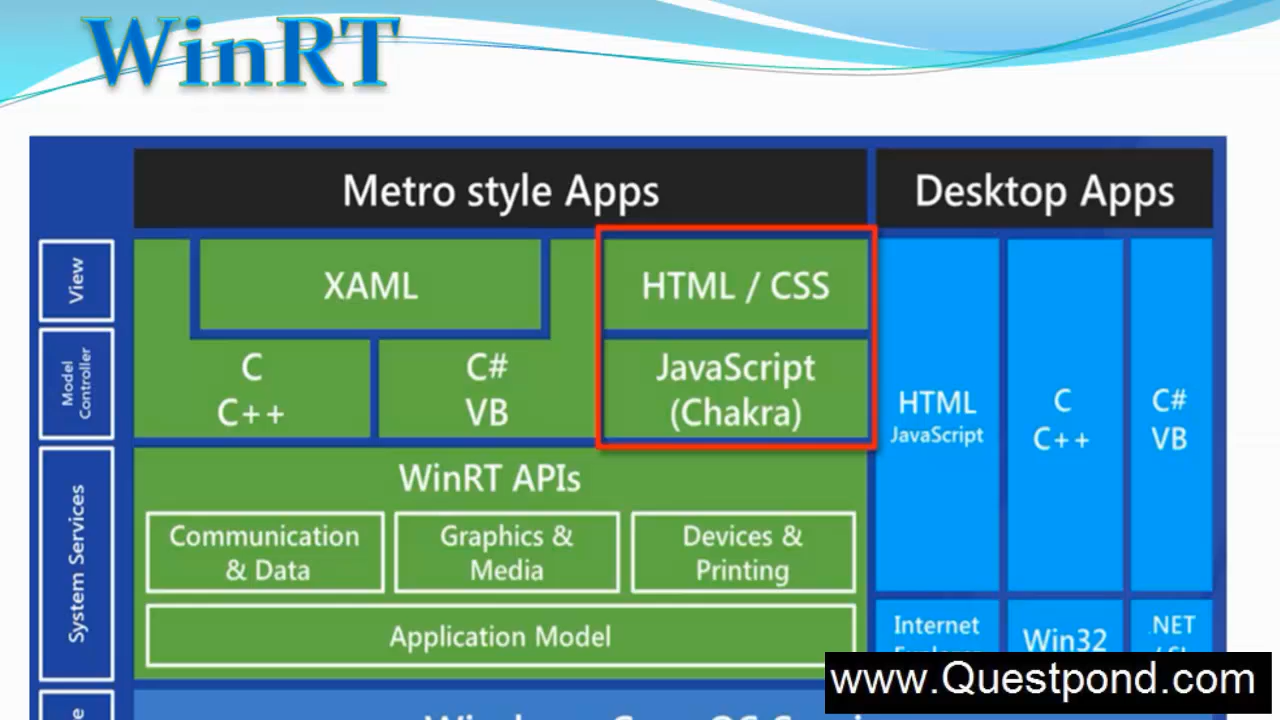 WinRT
Metro style Apps
Desktop Apps
View
XAML
HTML / CSS
Model
Controller
C
C++
C#
VB
JavaScript
(Chakra)
HTML
JavaScript
C
C++
C#
VB
System Services
WinRT APIs
Communication
& Data
Graphics &
Media
Devices &
Printing
Application Model
Internet
Win32
.NET
www.Questpond.com